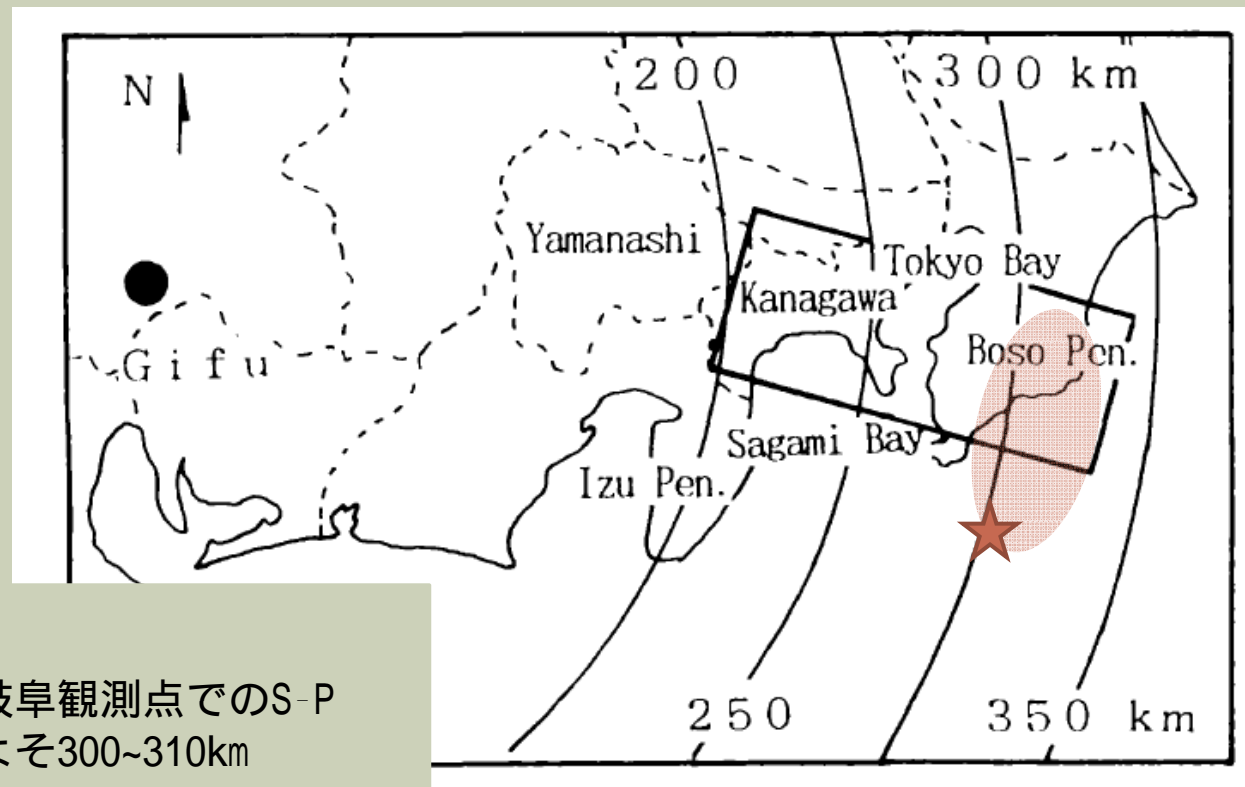 N
200
300 km
Yamanashi
Tokyo Bay
Kanagawa
Gifu
Boso Pen.
Sagami Bay
Izu Pen.
250
350 km
岐阜観測点でのS-P
よそ300~310km